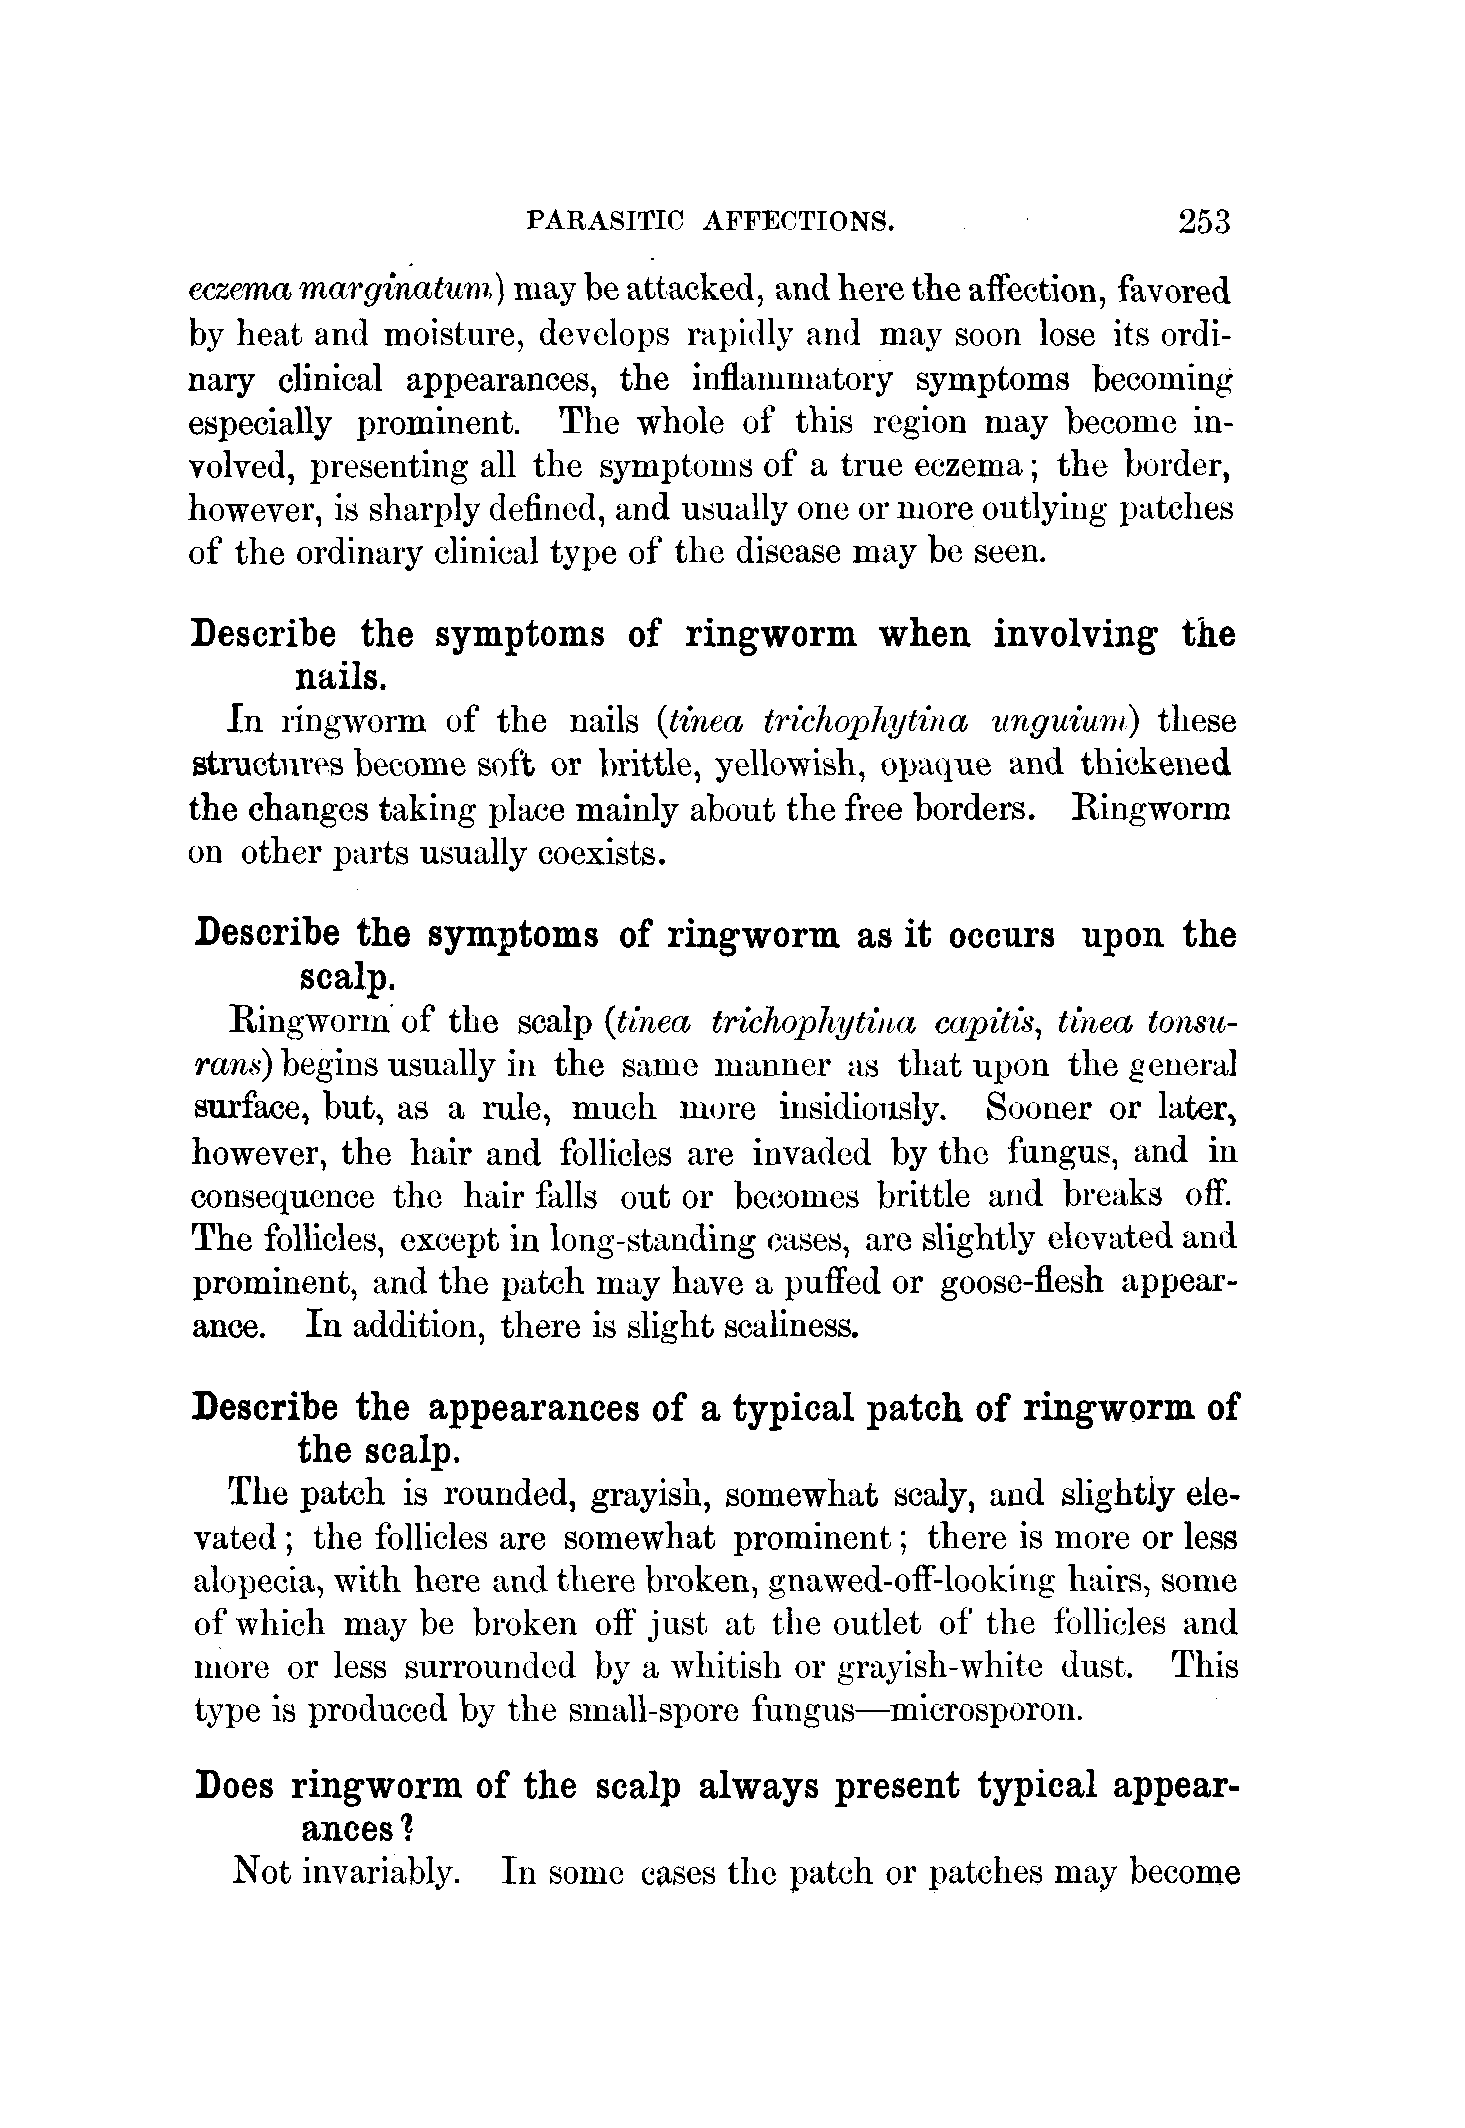 PARASITIC AFFECTIONS. 253
eczema marginatum) may be attacked, and here the affection, favored
by heat and moisture, develops rapidly and may soon lose its ordi-
nary clinical appearances, the inflammatory symptoms becoming
especially prominent. The whole of this region may become in-
volved, presenting all the symptoms of a true eczema; the border,
however, is sharply defined, and usually one or more outlying patches
of the ordinary clinical type of the disease may be seen.
Describe the symptoms of ringworm when involving the
nails.
In ringworm of the nails (tinea trichophytina unguium) these
structures become soft or brittle, yellowish, opaque and thickened
the changes taking place mainly about the free borders. Ringworm
on other parts usually coexists.
Describe the symptoms of ringworm as it occurs upon the
scalp.
Ringworm of the scalp (tinea trichophytina capitis, tinea tonsu-
rans) begins usually in the same manner as that upon the general
surface, but, as a rule, much more insidiously. Sooner or later,
however, the hair and follicles are invaded by the fungus, and in
consequence the hair falls out or becomes brittle and breaks off.
The follicles, except in long-standing cases, are slightly elevated and
prominent, and the patch may have a puffed or goose-flesh appear-
ance. In addition, there is slight scaliness.
Describe the appearances of a typical patch of ringworm of
the scalp.
The patch is rounded, grayish, somewhat scaly, and slightly ele-
vated; the follicles are somewhat prominent; there is more or less
alopecia, with here and there broken, gnawed-off-looking hairs, some
of which may be broken off just at the outlet of the follicles and
more or less surrounded by a whitish or grayish-white dust. This
type is produced by the small-spore fungus—microsporon.
Does ringworm of the scalp always present typical appear-
ances?
Not invariably. In some cases the patch or patches may become